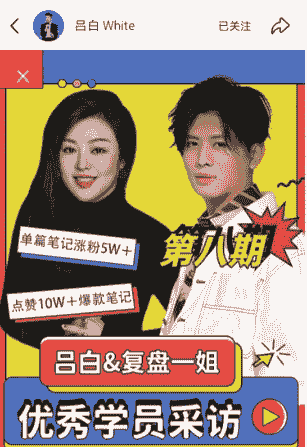 吕白 White
已关注
第八期
单篇笔记涨粉5W＋
点赞10W＋爆款笔记
吕白&复盘一姐
优秀学员采访